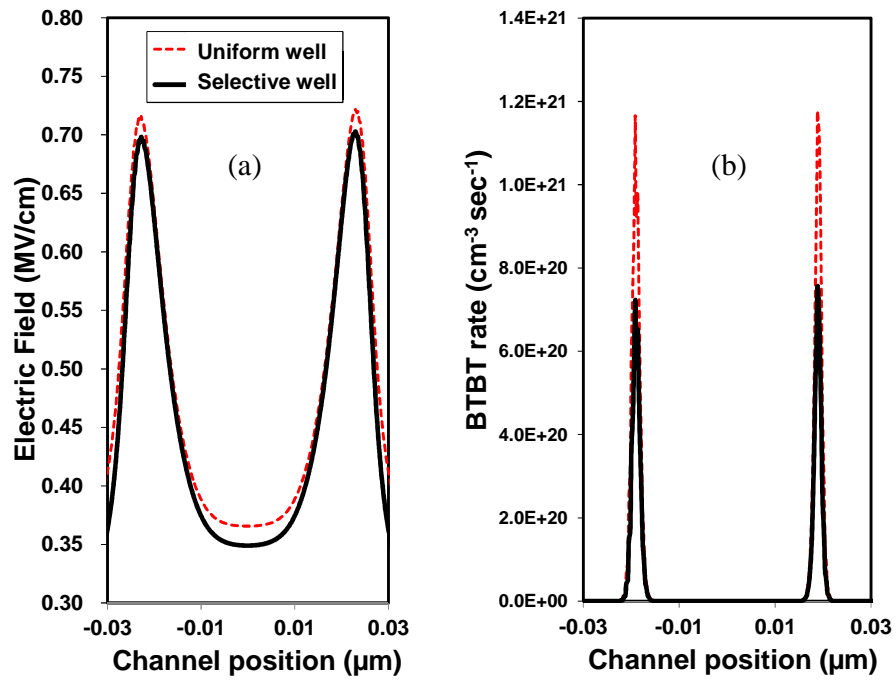 0.80
0.75
0.70
0.65
0.60
0.55
0.50
0.45
0.40
0.35
0.30
Electric Field (MV/cm)
Uniform well
Selective well
(a)
-0.03
-0.01
0.01
0.03
Channel position (µm)
1.4E+21
1.2E+21
1.0E+21
8.0E+20
6.0E+20
4.0E+20
2.0E+20
0.0E+00
BTBT rate (cm-3 sec-1)
(b)
-0.03
-0.01
0.01
0.03
Channel position (µm)